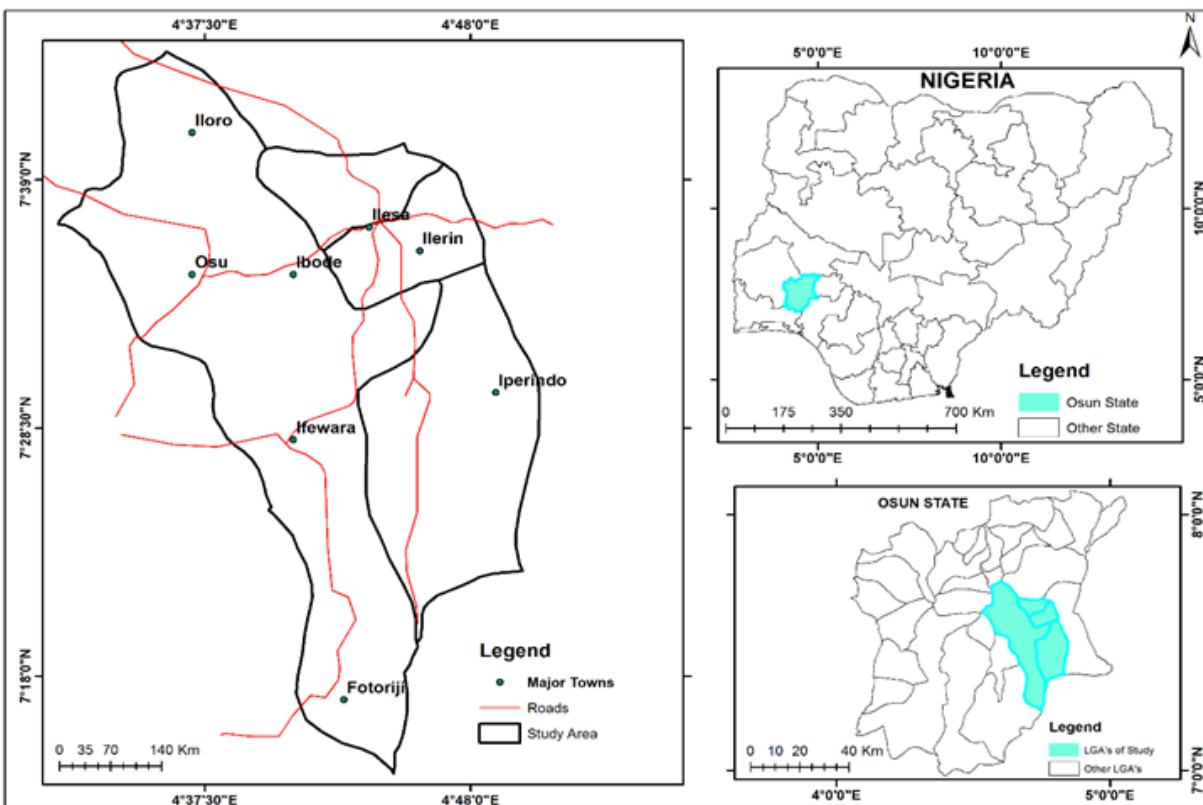 4°37'30"E 4°48'0"E
7°39'0"N
7°28'30"N
7°18'0"N
Iloro
Ilesa
Ilerin
Osu
Ibode
Iperindo
Ifewara
Fotoriji
Legend
Major Towns
Roads
Study Area
0 35 70 140 Km
4°37'30"E 4°48'0"E
N
5°0'0"E 10°0'0"E
NIGERIA
10°0'0"N
5°0'0"N
Legend
Osun State
Other State
0 175 350 700 Km
5°0'0"E 10°0'0"E
OSUN STATE
8°0'0"N
7°0'0"N
Legend
LGA's of Study
Other LGA's
0 10 20 40 Km
4°0'0"E 5°0'0"E